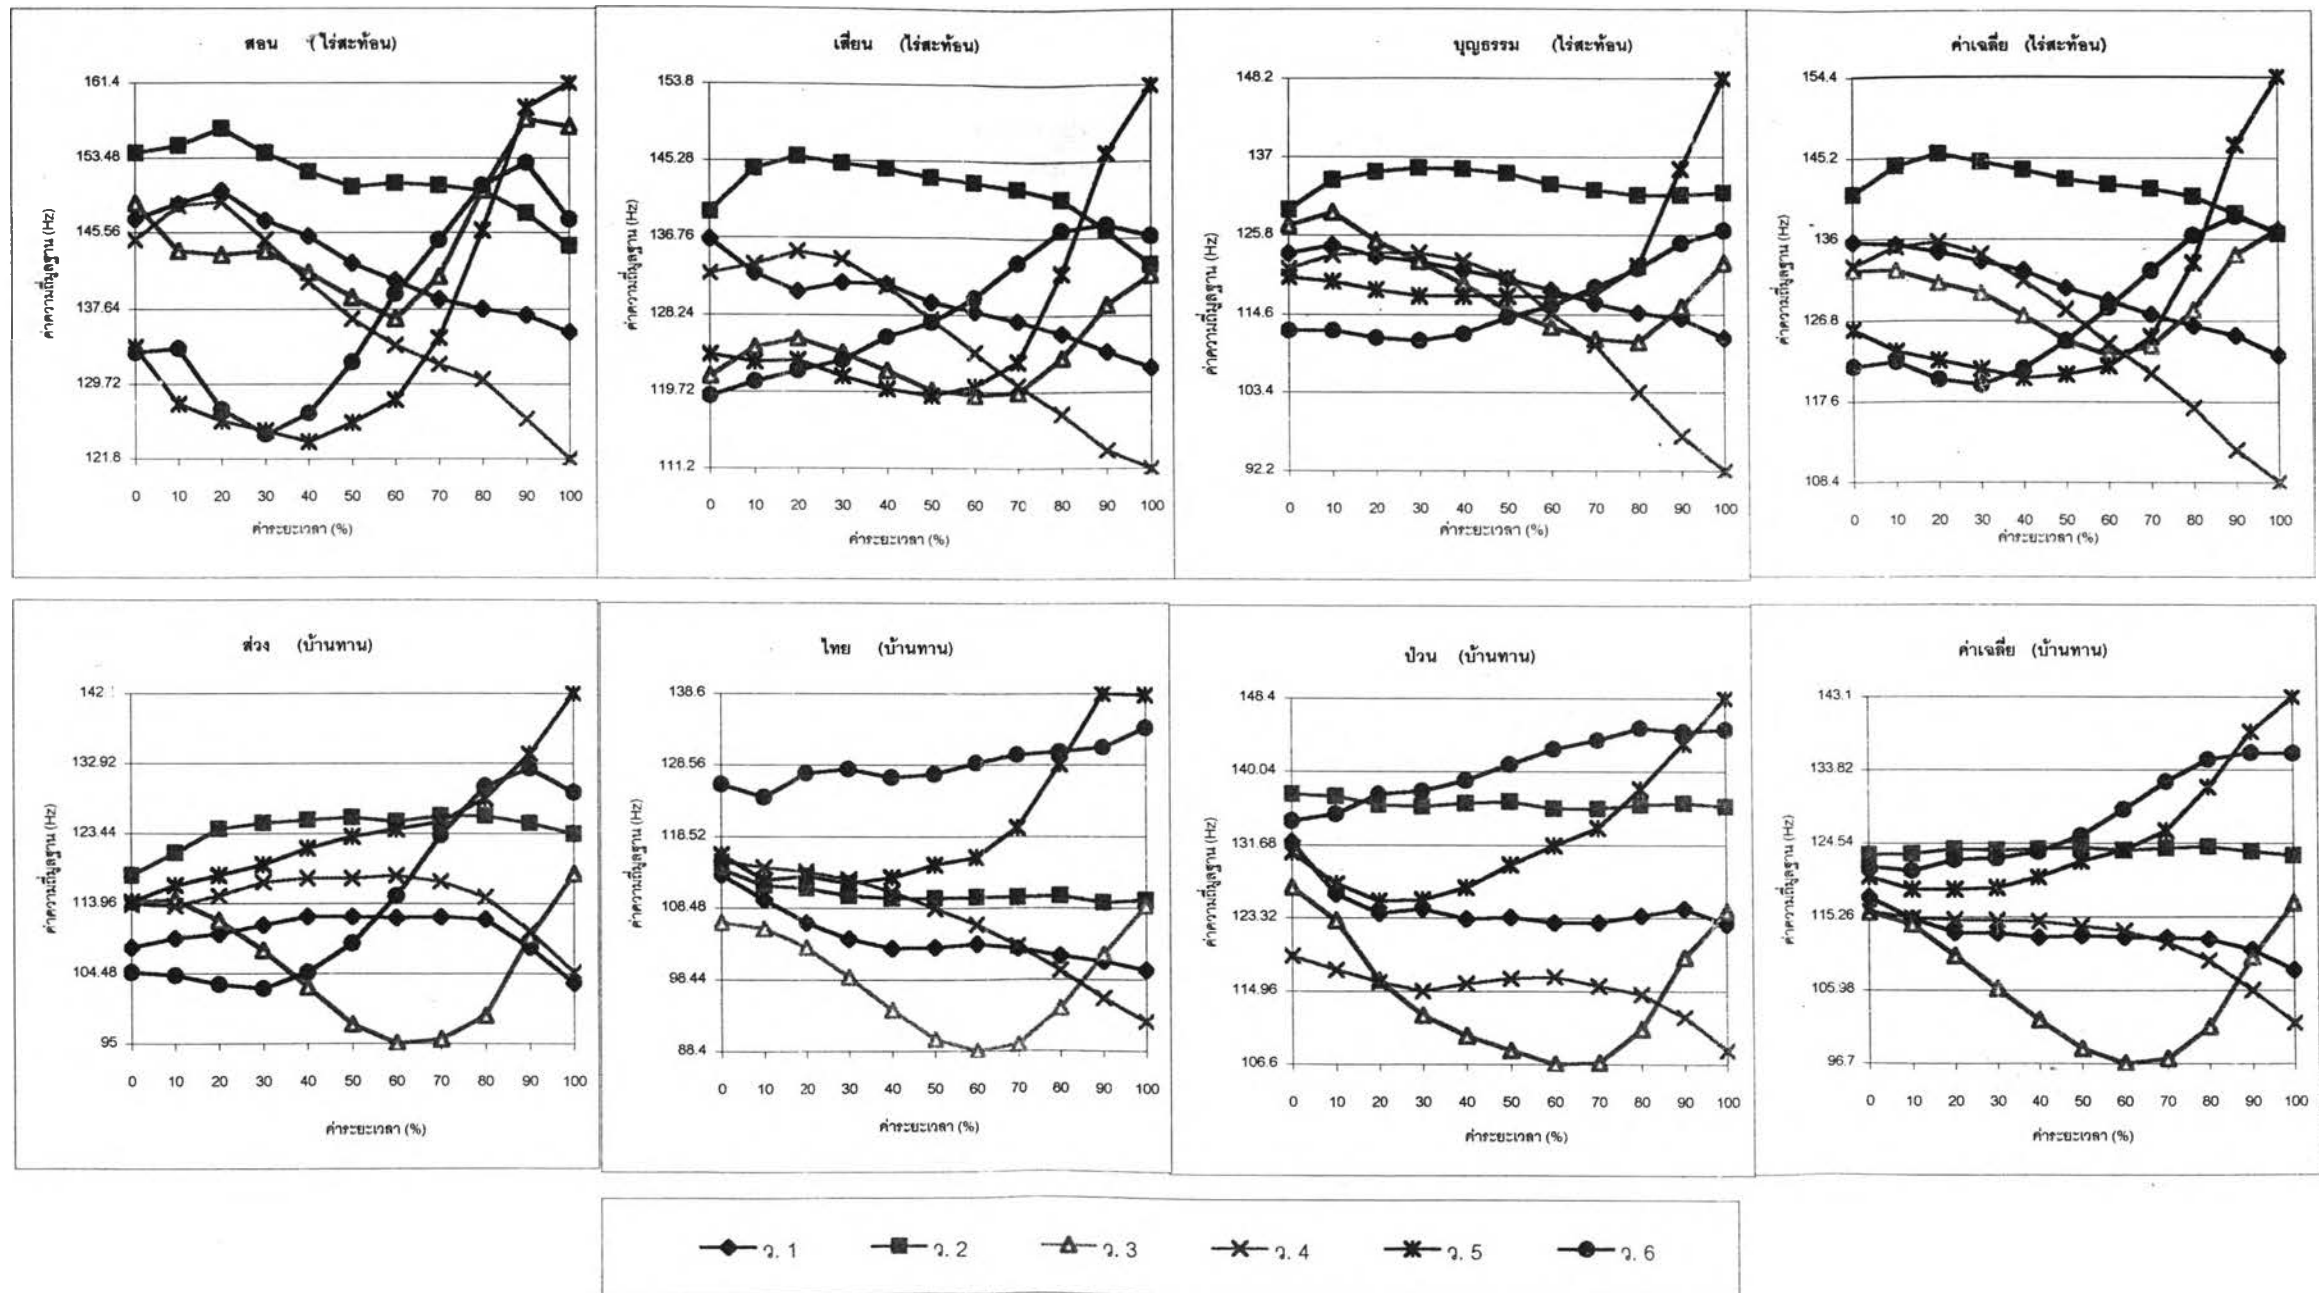 สอน (ไร่สะท้อน)
161.4
153.48
145.56
137.64
129.72
121.8
ค่าความถี่มูลฐาน (Hz)
0 10 20 30 40 50 60 70 80 90 100
ค่าระยะเวลา (%)
เสี่ยน (ไร่สะท้อน)
153.8
145.28
136.76
128.24
119.72
111.2
ค่าความถี่มูลฐาน (Hz)
0 10 20 30 40 50 60 70 80 90 100
ค่าระยะเวลา (%)
บุญธรรม (ไร่สะท้อน)
148.2
137
125.8
114.6
103.4
92.2
ค่าความถี่มูลฐาน (Hz)
0 10 20 30 40 50 60 70 80 90 100
ค่าระยะเวลา (%)
ค่าเฉลี่ย (ไร่สะท้อน)
154.4
145.2
136
126.8
117.6
108.4
ค่าความถี่มูลฐาน (Hz)
0 10 20 30 40 50 60 70 80 90 100
ค่าระยะเวลา (%)
ส่วง (บ้านทาน)
142.1
132.92
123.44
113.96
104.48
95
ค่าความถี่มูลฐาน (Hz)
0 10 20 30 40 50 60 70 80 90 100
ค่าระยะเวลา (%)
ไทย (บ้านทาน)
138.6
128.56
118.52
108.48
98.44
88.4
ค่าความถี่มูลฐาน (Hz)
0 10 20 30 40 50 60 70 80 90 100
ค่าระยะเวลา (%)
ป่วน (บ้านทาน)
148.4
140.04
131.68
123.32
114.96
106.6
ค่าความถี่มูลฐาน (Hz)
0 10 20 30 40 50 60 70 80 90 100
ค่าระยะเวลา (%)
ค่าเฉลี่ย (บ้านทาน)
143.1
133.82
124.54
115.26
105.98
96.7
ค่าความถี่มูลฐาน (Hz)
0 10 20 30 40 50 60 70 80 90 100
ค่าระยะเวลา (%)
ว. 1 ว. 2 ว. 3 ว. 4 ว. 5 ว. 6